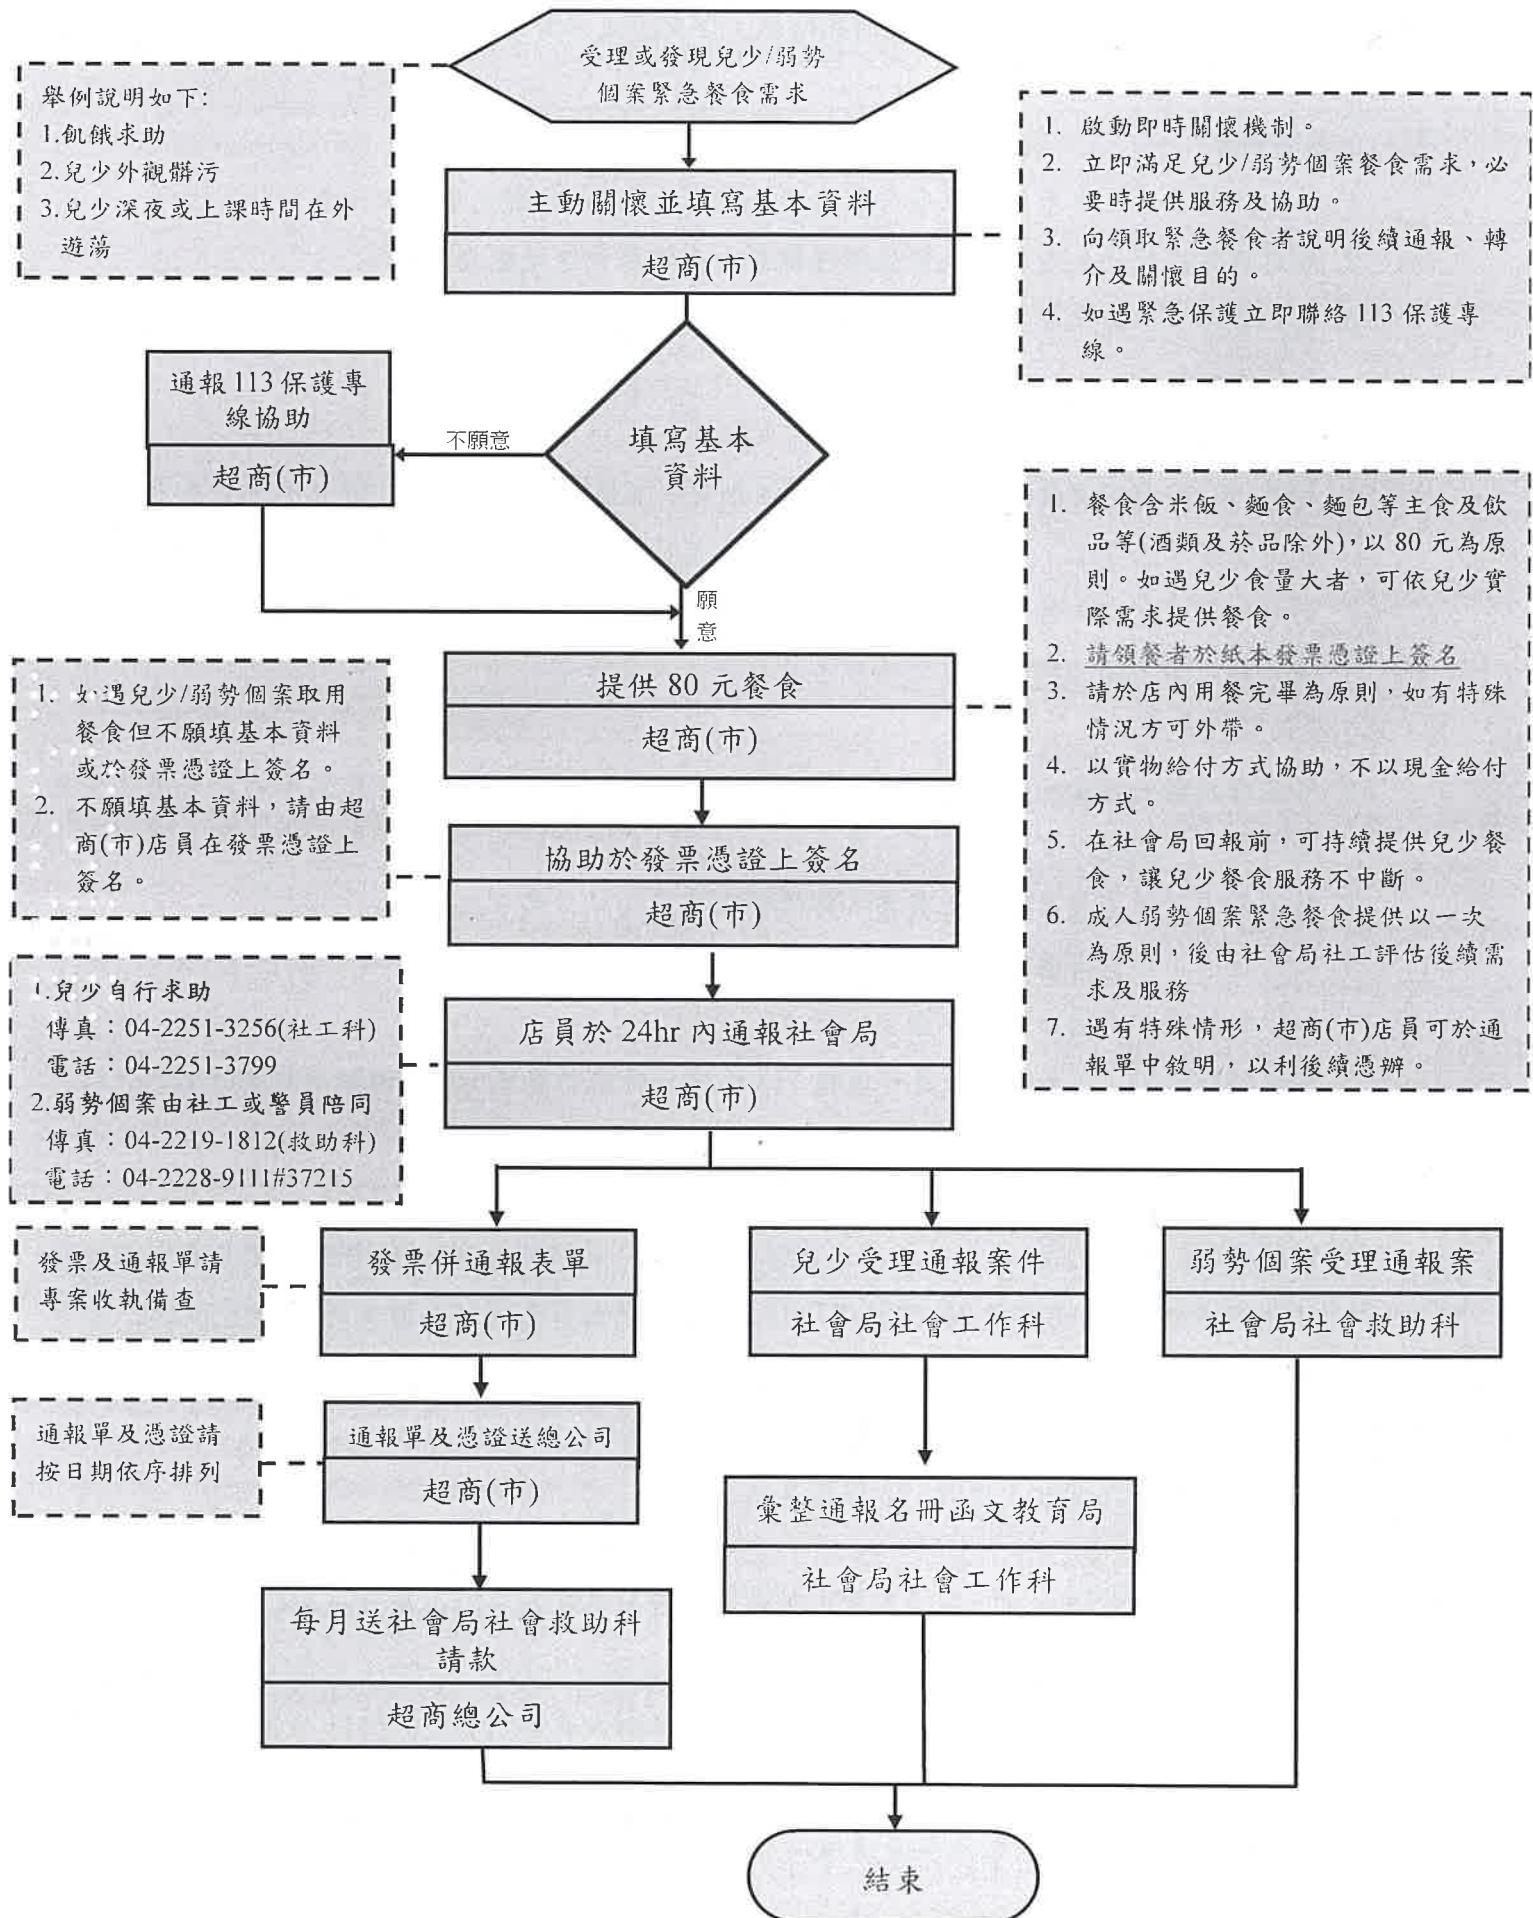 受理或發現兒少/弱勢
個案緊急餐食需求
舉例說明如下:
1.飢餓求助
2.兒少外觀髒污
3.兒少深夜或上課時間在外
遊蕩
主動關懷並填寫基本資料
超商(市)
1. 啟動即時關懷機制。
2. 立即滿足兒少/弱勢個案餐食需求，必
要時提供服務及協助。
3. 向領取緊急餐食者說明後續通報、轉
介及關懷目的。
4. 如遇緊急保護立即聯絡 113 保護專
線。
通報 113 保護專
線協助
超商(市)
不願意
填寫基本
資料
願
意
提供 80 元餐食
超商(市)
1. 餐食含米飯、麵食、麵包等主食及飲
品等(酒類及菸品除外)，以 80 元為原
則。如遇兒少食量大者，可依兒少實
際需求提供餐食。
2. 請領餐者於紙本發票憑證上簽名
3. 請於店內用餐完畢為原則，如有特殊
情況方可外帶。
4. 以實物給付方式協助，不以現金給付
方式。
5. 在社會局回報前，可持續提供兒少餐
食，讓兒少餐食服務不中斷。
6. 成人弱勢個案緊急餐食提供以一次
為原則，後由社會局社工評估後續需
求及服務
7. 遇有特殊情形，超商(市)店員可於通
報單中敘明，以利後續憑辦。
1. 如遇兒少/弱勢個案取用
餐食但不願填基本資料
或於發票憑證上簽名。
2. 不願填基本資料，請由超
商(市)店員在發票憑證上
簽名。
協助於發票憑證上簽名
超商(市)
1.兒少自行求助
傳真：04-2251-3256(社工科)
電話：04-2251-3799
2.弱勢個案由社工或警員陪同
傳真：04-2219-1812(救助科)
電話：04-2228-9111#37215
店員於 24hr 內通報社會局
超商(市)
發票及通報單請
專案收執備查
發票併通報表單
超商(市)
兒少受理通報案件
社會局社會工作科
弱勢個案受理通報案
社會局社會救助科
通報單及憑證請
按日期依序排列
通報單及憑證送總公司
超商(市)
彙整通報名冊函文教育局
社會局社會工作科
每月送社會局社會救助科
請款
超商總公司
結束